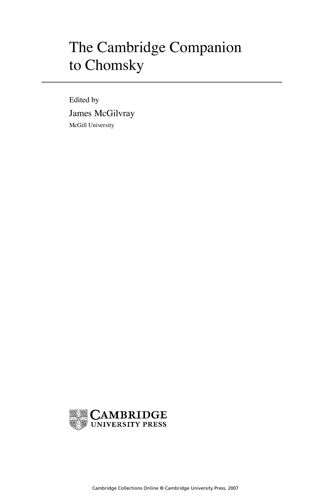 The Cambridge Companion
to Chomsky
Edited by
James McGilvray
McGill University
CAMBRIDGE
UNIVERSITY PRESS
Cambridge Collections Online © Cambridge University Press, 2007